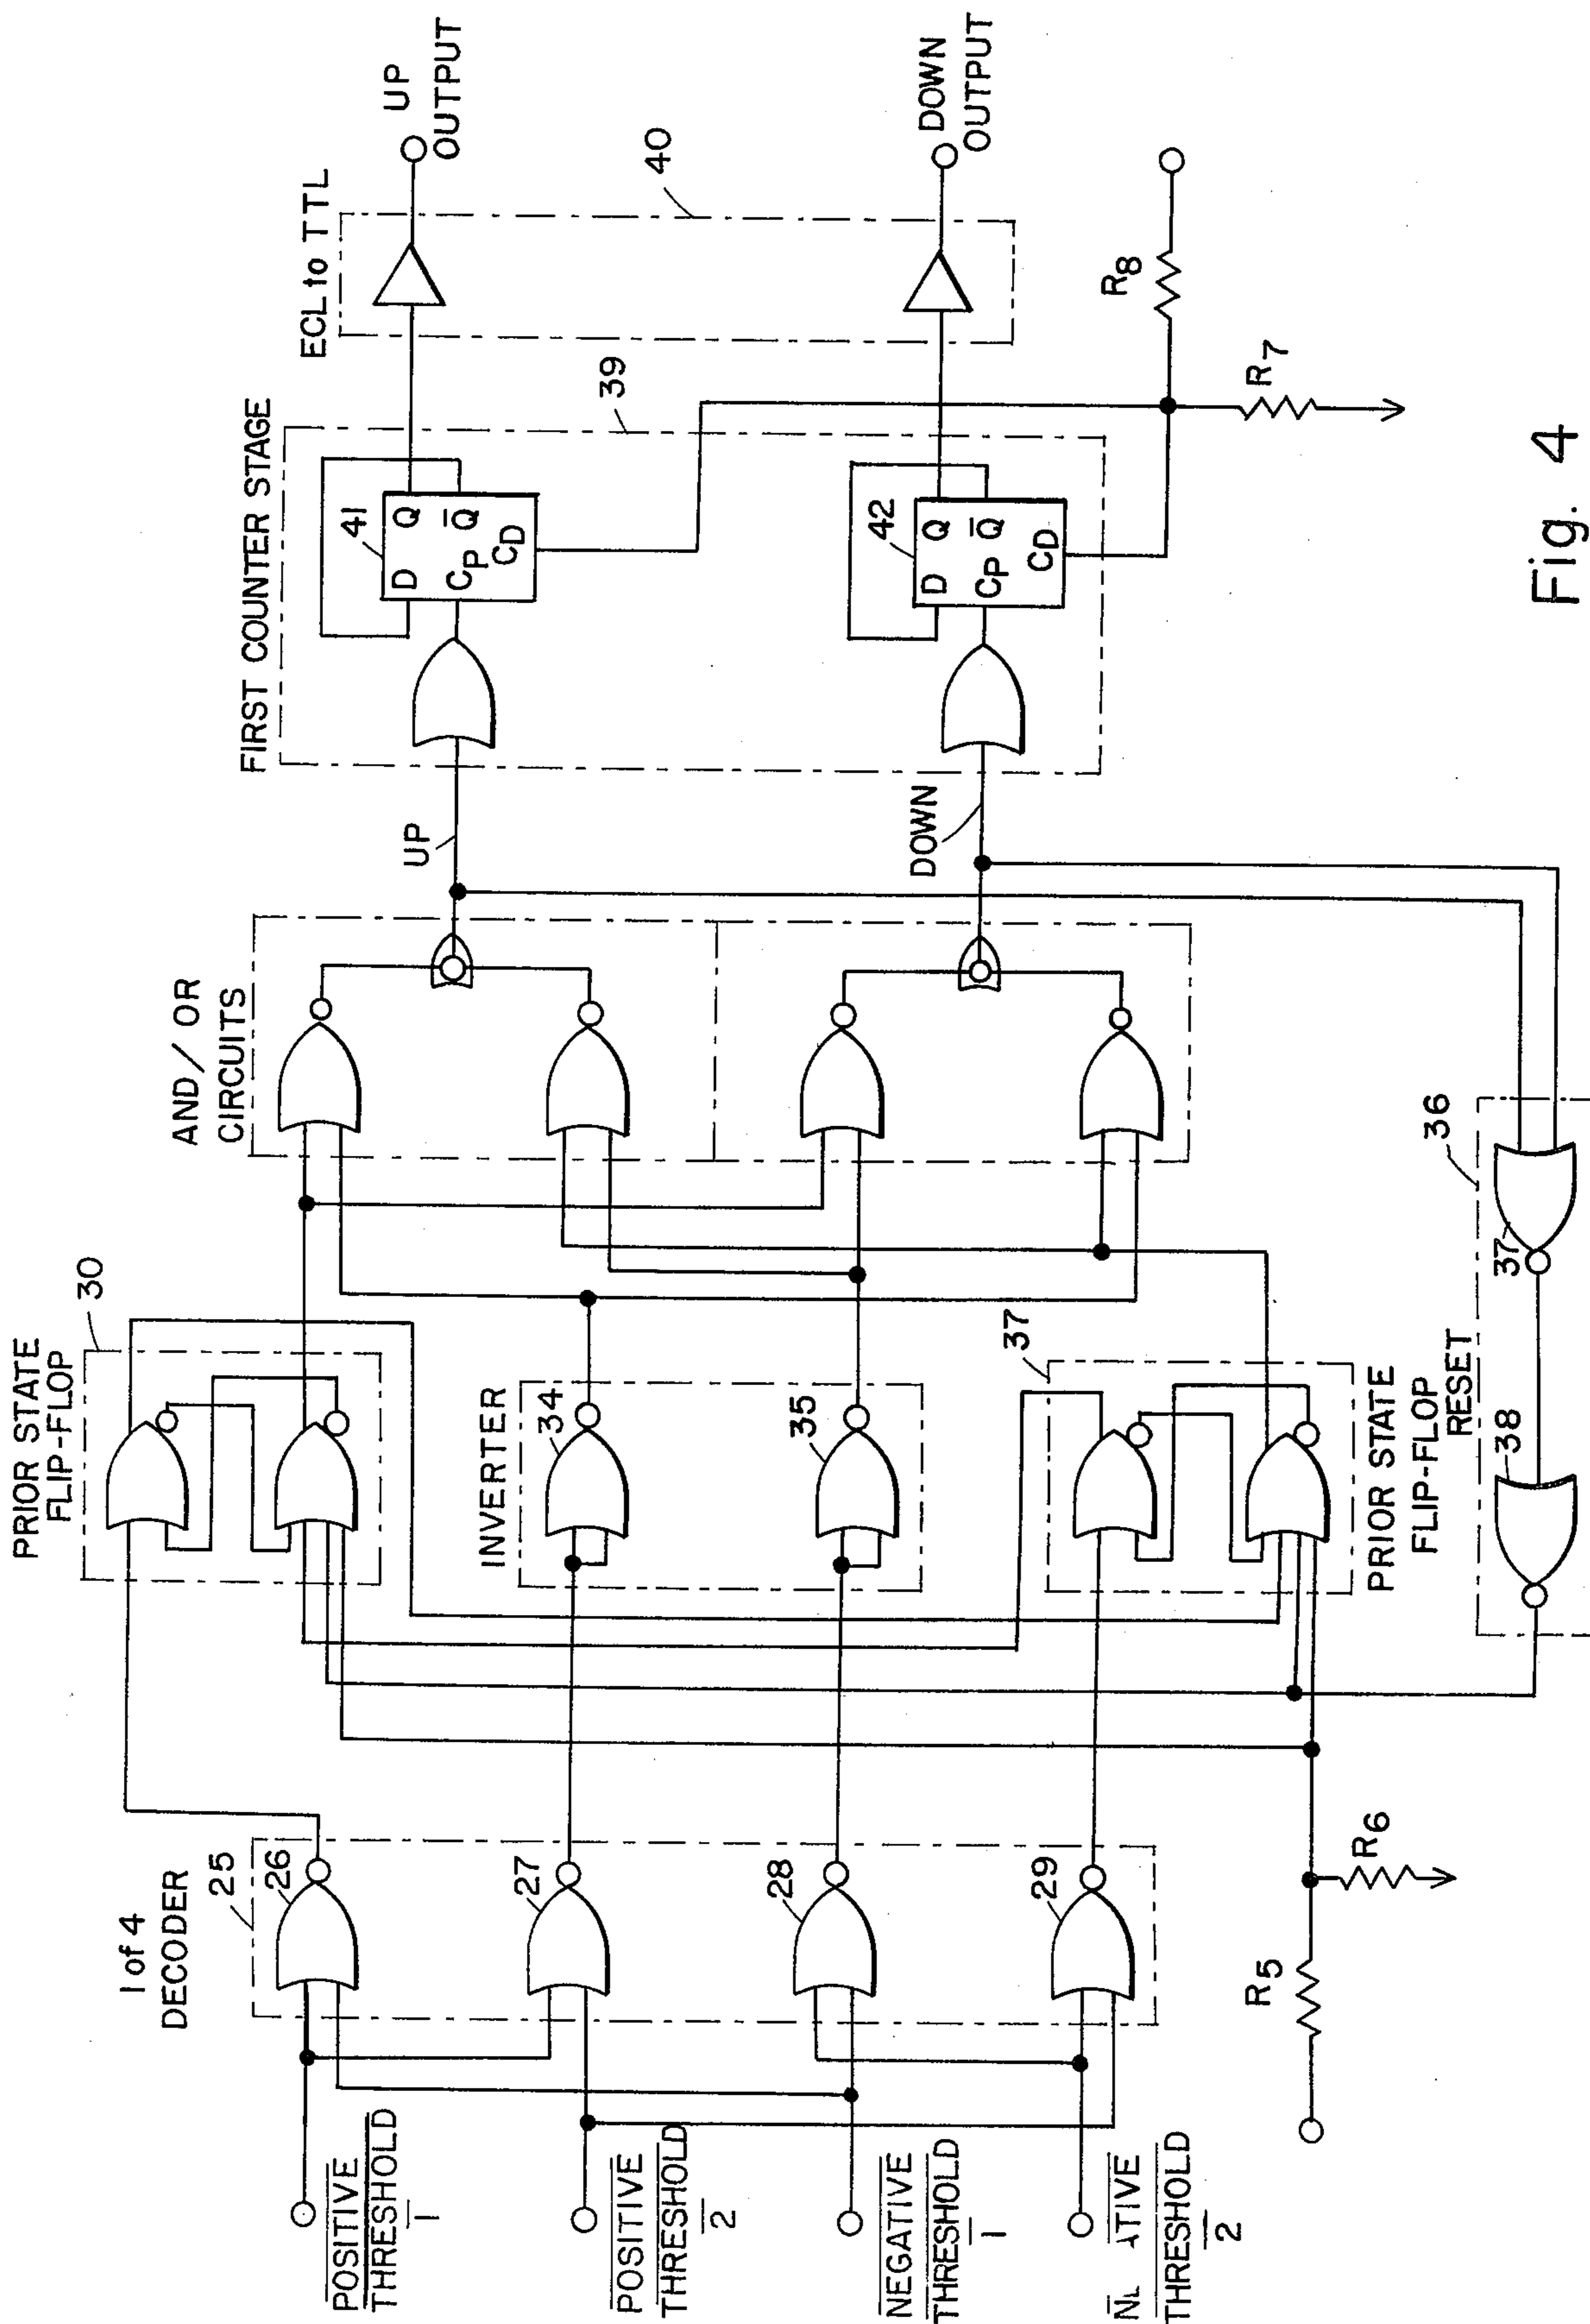 1 of 4
DECODER
25
26
27
28
29
POSITIVE
THRESHOLD
1
POSITIVE
THRESHOLD
2
NEGATIVE
THRESHOLD
1
THRESHOLD
2
R5
R6
PRIOR STATE
FLIP-FLOP
30
INVERTER
34
35
37
PRIOR STATE
FLIP-FLOP
RESET
38
37
36
AND/OR
CIRCUITS
UP
DOWN
FIRST COUNTER STAGE
39
41
D
Q
CP
Q̅
CD
42
D
Q
CP
Q̅
CD
ECL to TTL
40
UP
OUTPUT
DOWN
OUTPUT
R8
R7
Fig. 4